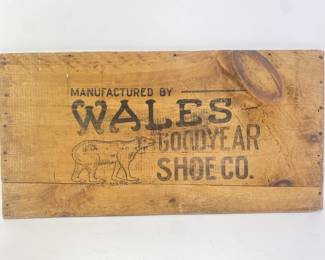 MANUFACTURED BY
WALES
GOODYEAR
SHOE CO.